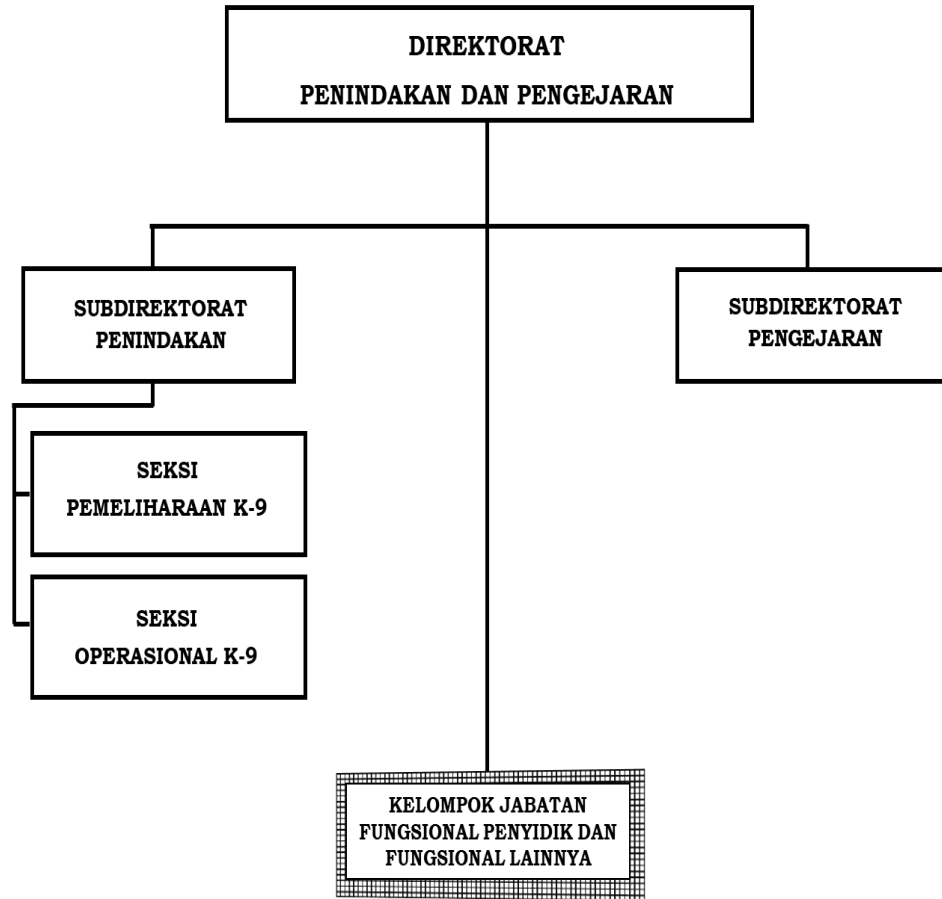 DIREKTORAT
PENINDAKAN DAN PENGEJARAN
SUBDIREKTORAT
PENINDAKAN
SUBDIREKTORAT
PENGEJARAN
SEKSI
PEMELIHARAAN K-9
SEKSI
OPERASIONAL K-9
KELOMPOK JABATAN
FUNGSIONAL PENYIDIK DAN
FUNGSIONAL LAINNYA